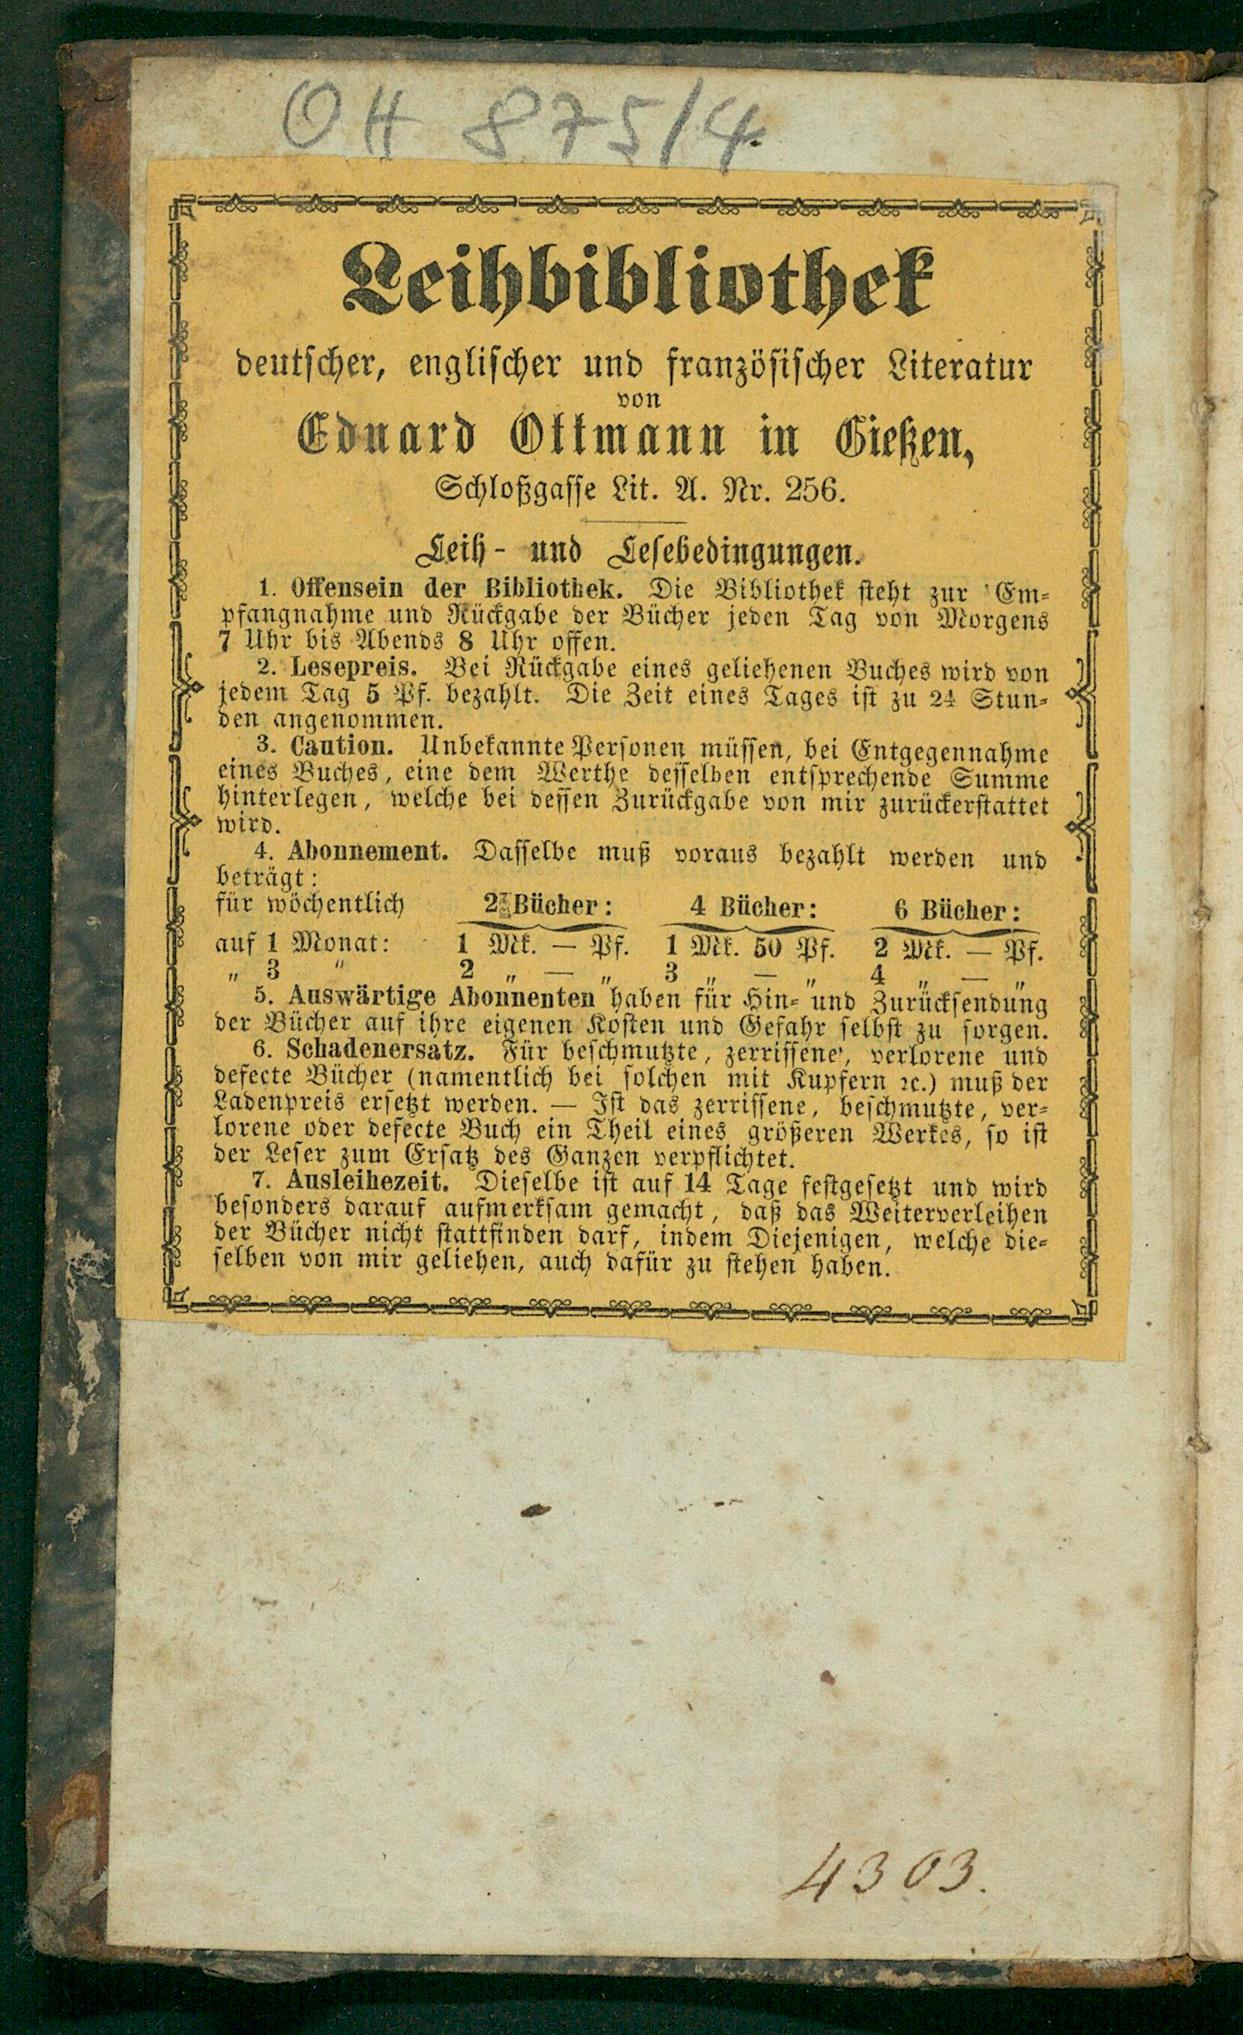 OH 875/4.
Leihbibliothek
deutscher, englischer und französischer Literatur
von
Eduard Ottmann in Gießen,
Schloßgasse Lit. A. Nr. 256.
Leih- und Lesebedingungen.
1. Offensein der Bibliothek. Die Bibliothek steht zur Em-
pfangnahme und Rückgabe der Bücher jeden Tag von Morgens
7 Uhr bis Abends 8 Uhr offen.
2. Lesepreis. Bei Rückgabe eines geliehenen Buches wird von
jedem Tag 5 Pf. bezahlt. Die Zeit eines Tages ist zu 24 Stun-
den angenommen.
3. Caution. Unbekannte Personen müssen, bei Entgegennahme
eines Buches, eine dem Werthe desselben entsprechende Summe
hinterlegen, welche bei dessen Zurückgabe von mir zurückerstattet
wird.
4. Abonnement. Dasselbe muß voraus bezahlt werden und
beträgt:
für wöchentlich 2 Bücher: 4 Bücher: 6 Bücher:
auf 1 Monat: 1 Mk. — Pf. 1 Mk. 50 Pf. 2 Mk. — Pf.
„ 3 " 2 „ — „ 3 „ — „ 4 „ — „
5. Auswärtige Abonnenten haben für Hin- und Zurücksendung
der Bücher auf ihre eigenen Kosten und Gefahr selbst zu sorgen.
6. Schadenersatz. Für beschmutzte, zerrissene, verlorene und
defecte Bücher (namentlich bei solchen mit Kupfern ꝛc.) muß der
Ladenpreis ersetzt werden. — Ist das zerrissene, beschmutzte, ver-
lorene oder defecte Buch ein Theil eines größeren Werkes, so ist
der Leser zum Ersatz des Ganzen verpflichtet.
7. Ausleihezeit. Dieselbe ist auf 14 Tage festgesetzt und wird
besonders darauf aufmerksam gemacht, daß das Weiterverleihen
der Bücher nicht stattfinden darf, indem Diejenigen, welche die-
selben von mir geliehen, auch dafür zu stehen haben.
4303.